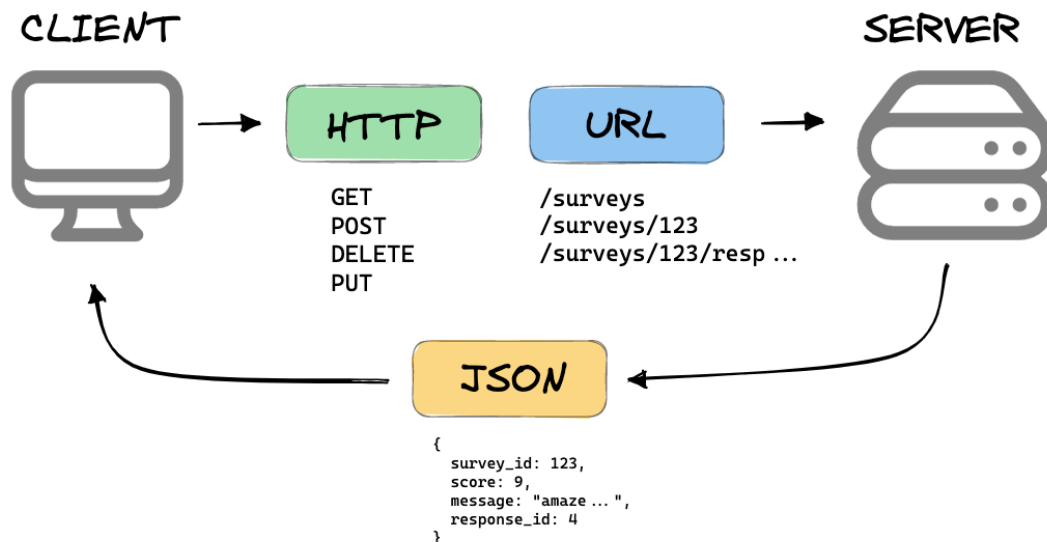 CLIENT
SERVER
HTTP
URL
GET
POST
DELETE
PUT
/surveys
/surveys/123
/surveys/123/resp ...
JSON
{
  survey_id: 123,
  score: 9,
  message: "amaze ... ",
  response_id: 4
}